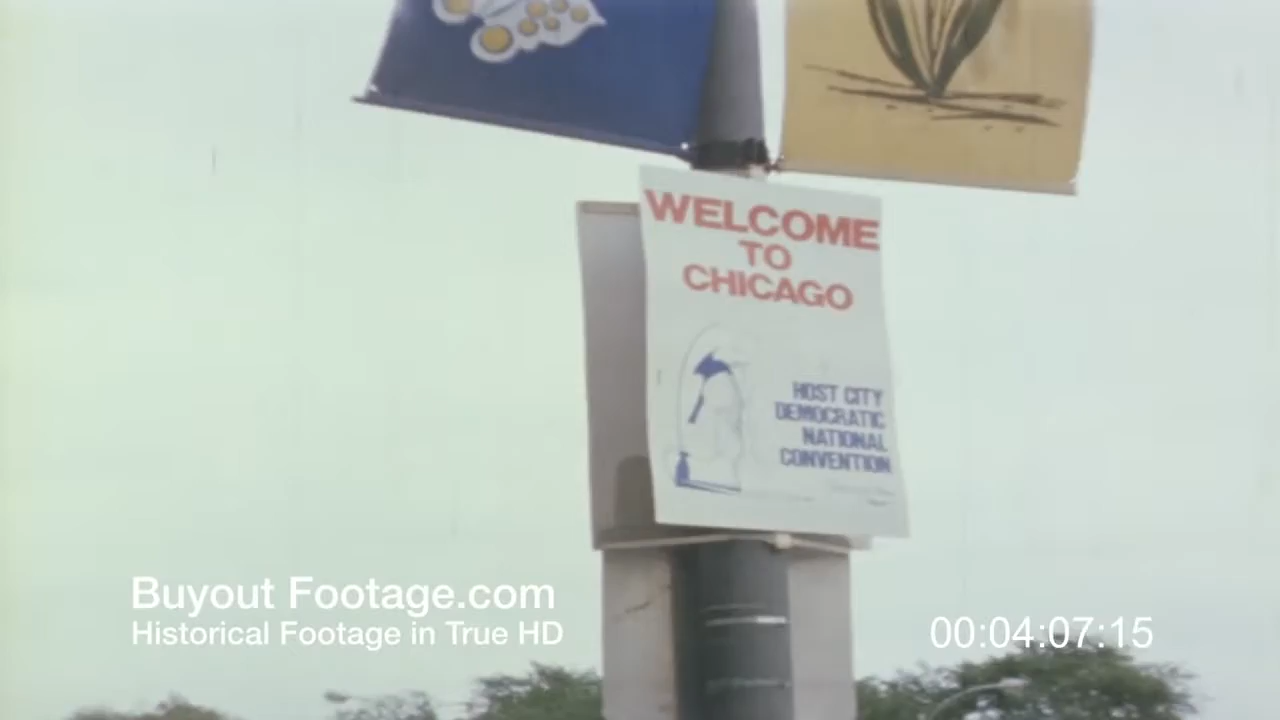 WELCOME
TO
CHICAGO
HOST CITY
DEMOCRATIC
NATIONAL
CONVENTION
Buyout Footage.com
Historical Footage in True HD
00:04:07:15